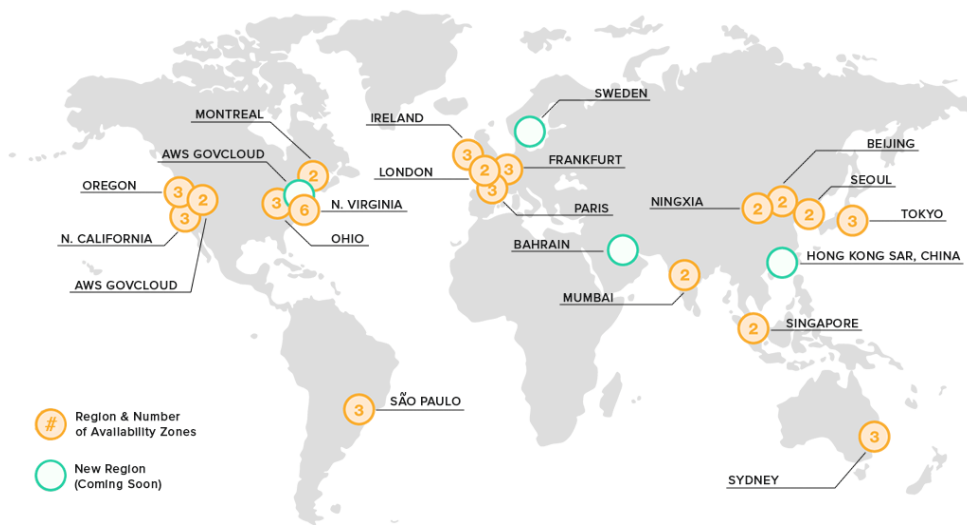 SWEDEN
MONTREAL
IRELAND
BEIJING
AWS GOVCLOUD
3
3
FRANKFURT
LONDON
2
2
SEOUL
OREGON
3
2
3
PARIS
NINGXIA
2
2
2
TOKYO
3
3
6
N. VIRGINIA
3
N. CALIFORNIA
OHIO
BAHRAIN
HONG KONG SAR, CHINA
AWS GOVCLOUD
2
MUMBAI
2
SINGAPORE
3
SÃO PAULO
# Region & Number
of Availability Zones
3
New Region
(Coming Soon)
SYDNEY